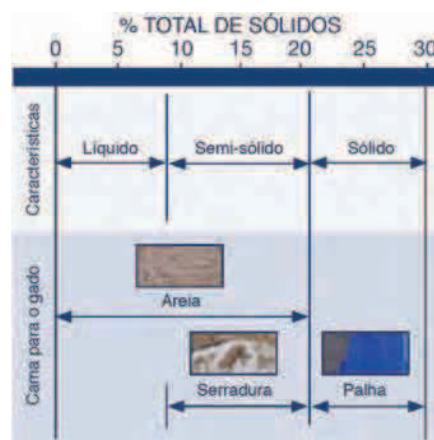 % TOTAL DE SÓLIDOS
0 5 10 15 20 25 30
Características
Líquido Semi-sólido Sólido
Cama para o gado
Areia
Serradura Palha